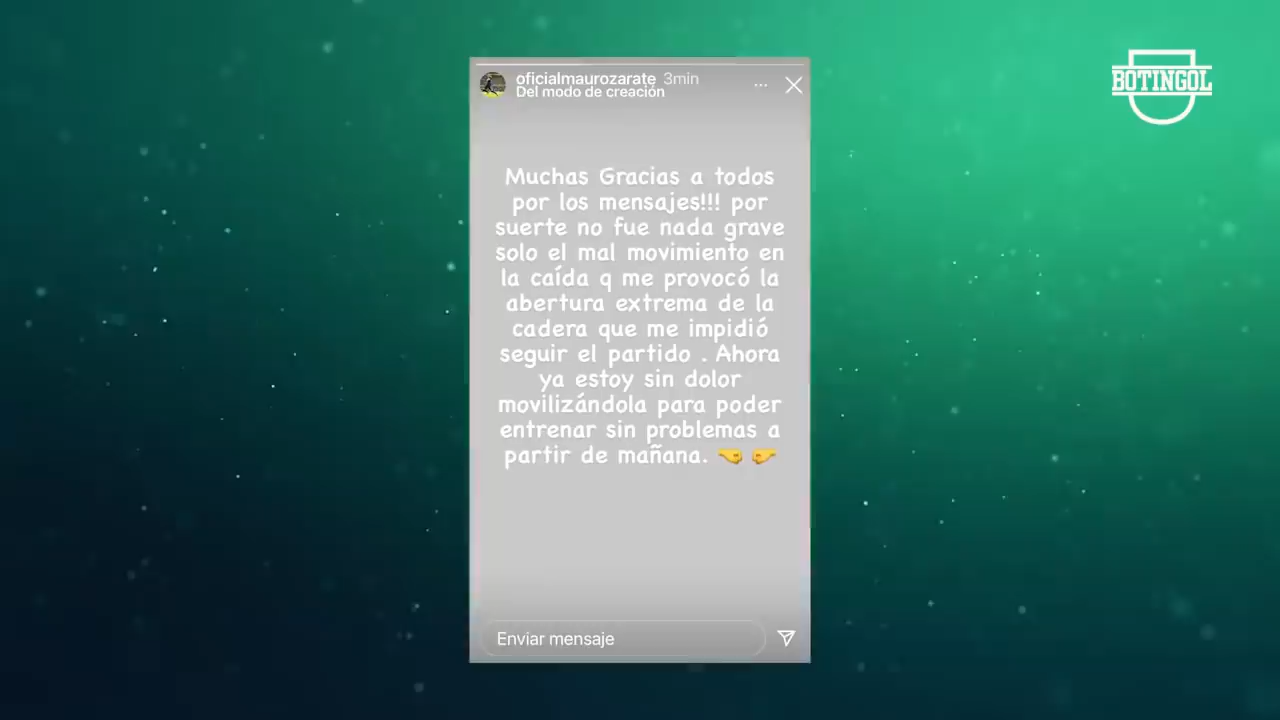 oficialmaurozarate 3min
Del modo de creación
BOTINGOL
Muchas Gracias a todos
por los mensajes!!! por
suerte no fue nada grave
solo el mal movimiento en
la caída q me provocó la
abertura extrema de la
cadera que me impidió
seguir el partido . Ahora
ya estoy sin dolor
movilizándola para poder
entrenar sin problemas a
partir de mañana. 🤜 🤛
Enviar mensaje